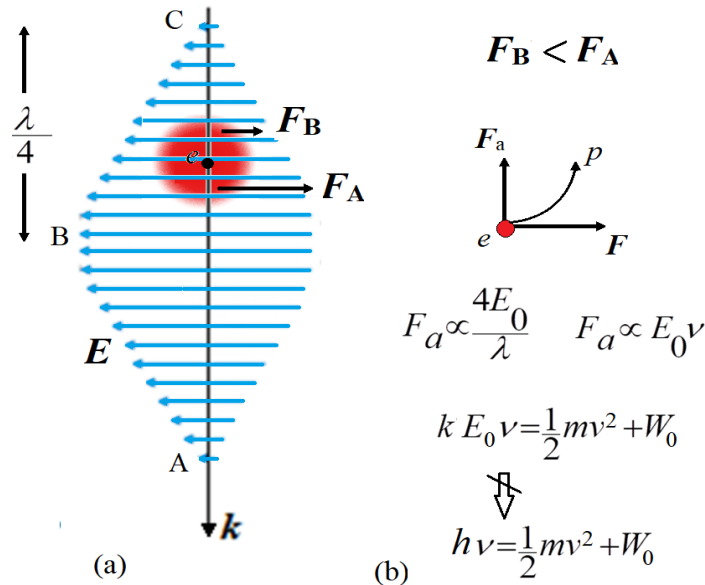 C
λ/4
F_B
e
F_A
B
E
A
k
(a)
F_B < F_A
F_a
p
e
F
F_a ∝ 4E_0/λ
F_a ∝ E_0 ν
k E_0 ν = 1/2 mv² + W_0
hν = 1/2 mv² + W_0
(b)